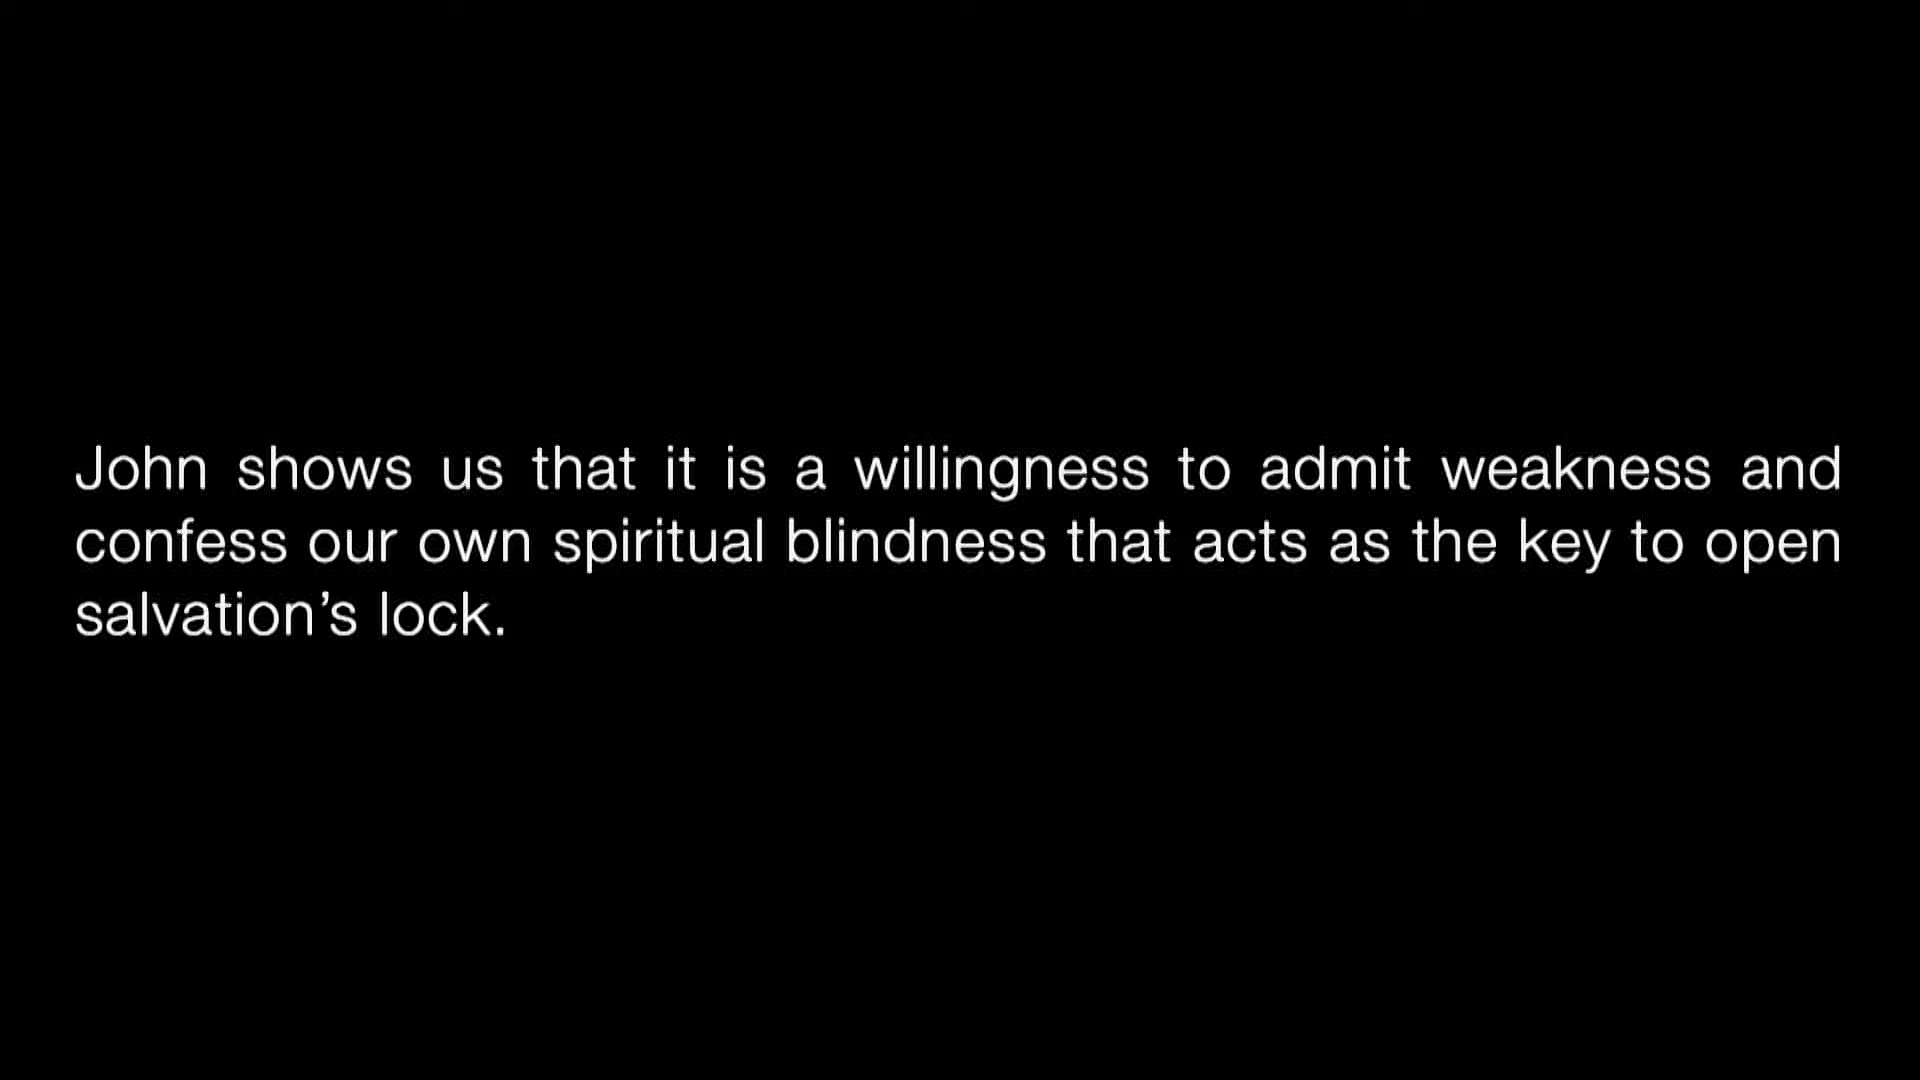 John shows us that it is a willingness to admit weakness and
confess our own spiritual blindness that acts as the key to open
salvation’s lock.